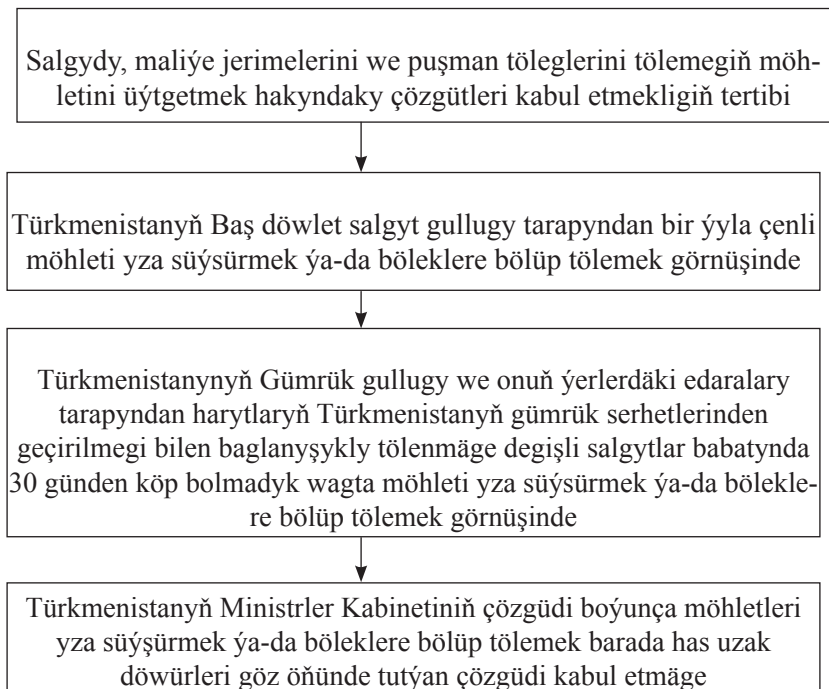 Salgydy, maliýe jerimelerini we puşman töleglerini tölemegiň möh-
letini üýtgetmek hakyndaky çözgütleri kabul etmekligiň tertibi
Türkmenistanyň Baş döwlet salgyt gullugy tarapyndan bir ýyla çenli
möhleti yza süýsürmek ýa-da böleklere bölüp tölemek görnüşinde
Türkmenistanynyň Gümrük gullugy we onuň ýerlerdäki edaralary
tarapyndan harytlaryň Türkmenistanyň gümrük serhetlerinden
geçirilmegi bilen baglanyşykly tölenmäge degişli salgytlar babatynda
30 günden köp bolmadyk wagta möhleti yza süýsürmek ýa-da bölekle-
re bölüp tölemek görnüşinde
Türkmenistanyň Ministrler Kabinetiniň çözgüdi boýunça möhletleri
yza süýşürmek ýa-da böleklere bölüp tölemek barada has uzak
döwürleri göz öňünde tutýan çözgüdi kabul etmäge